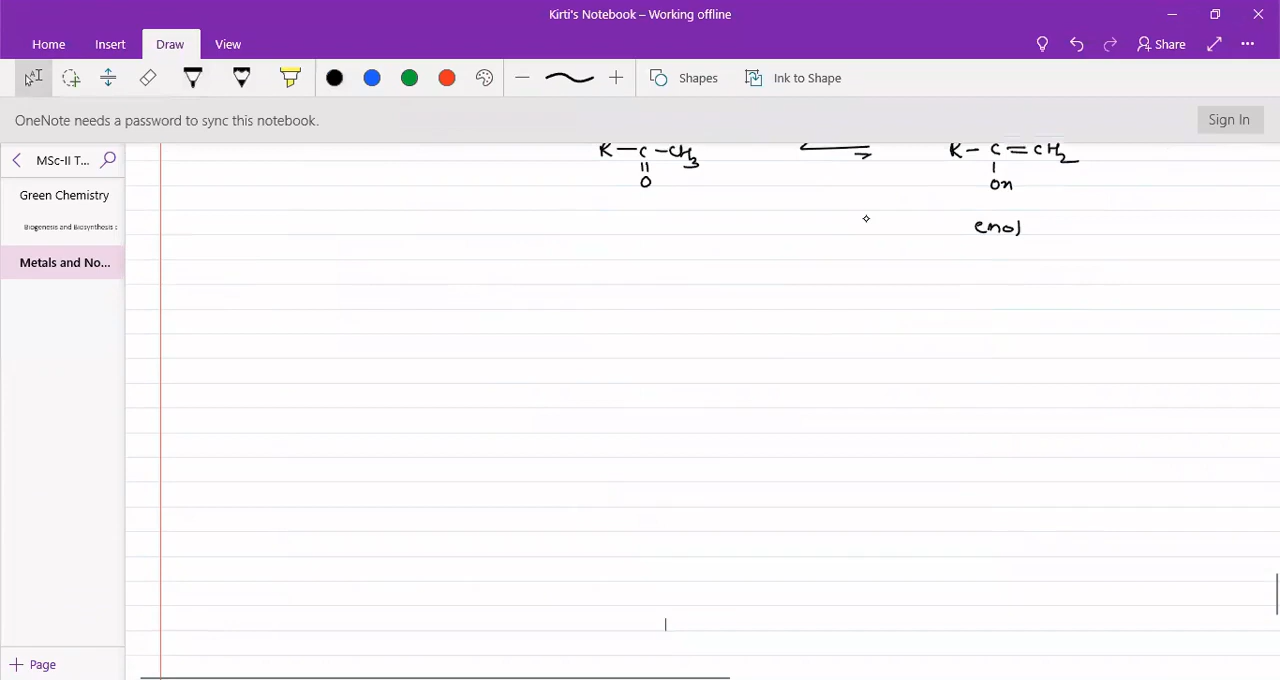 Kirti's Notebook – Working offline
Home Insert Draw View
Share
Shapes
Ink to Shape
OneNote needs a password to sync this notebook.
Sign In
MSc-II T...
Green Chemistry
Biogenesis and Biosynthesis
Metals and No...
R – C – CH3 ⇌ R – C = CH2
O
OH
enol
+ Page